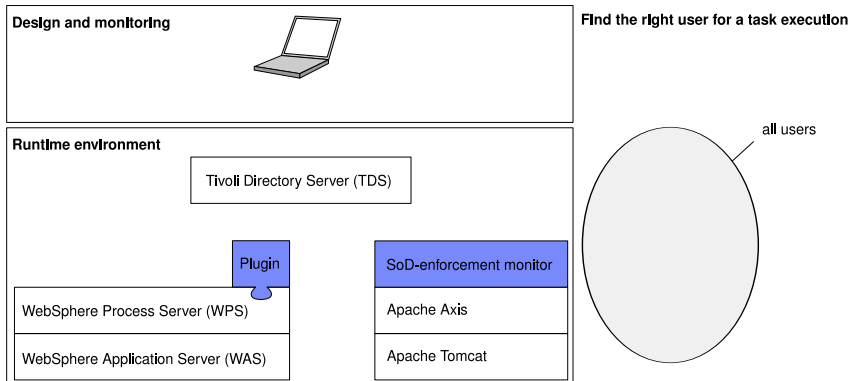 Design and monitoring
Find the right user for a task execution
all users
Runtime environment
Tivoli Directory Server (TDS)
Plugin
SoD-enforcement monitor
WebSphere Process Server (WPS)
Apache Axis
WebSphere Application Server (WAS)
Apache Tomcat